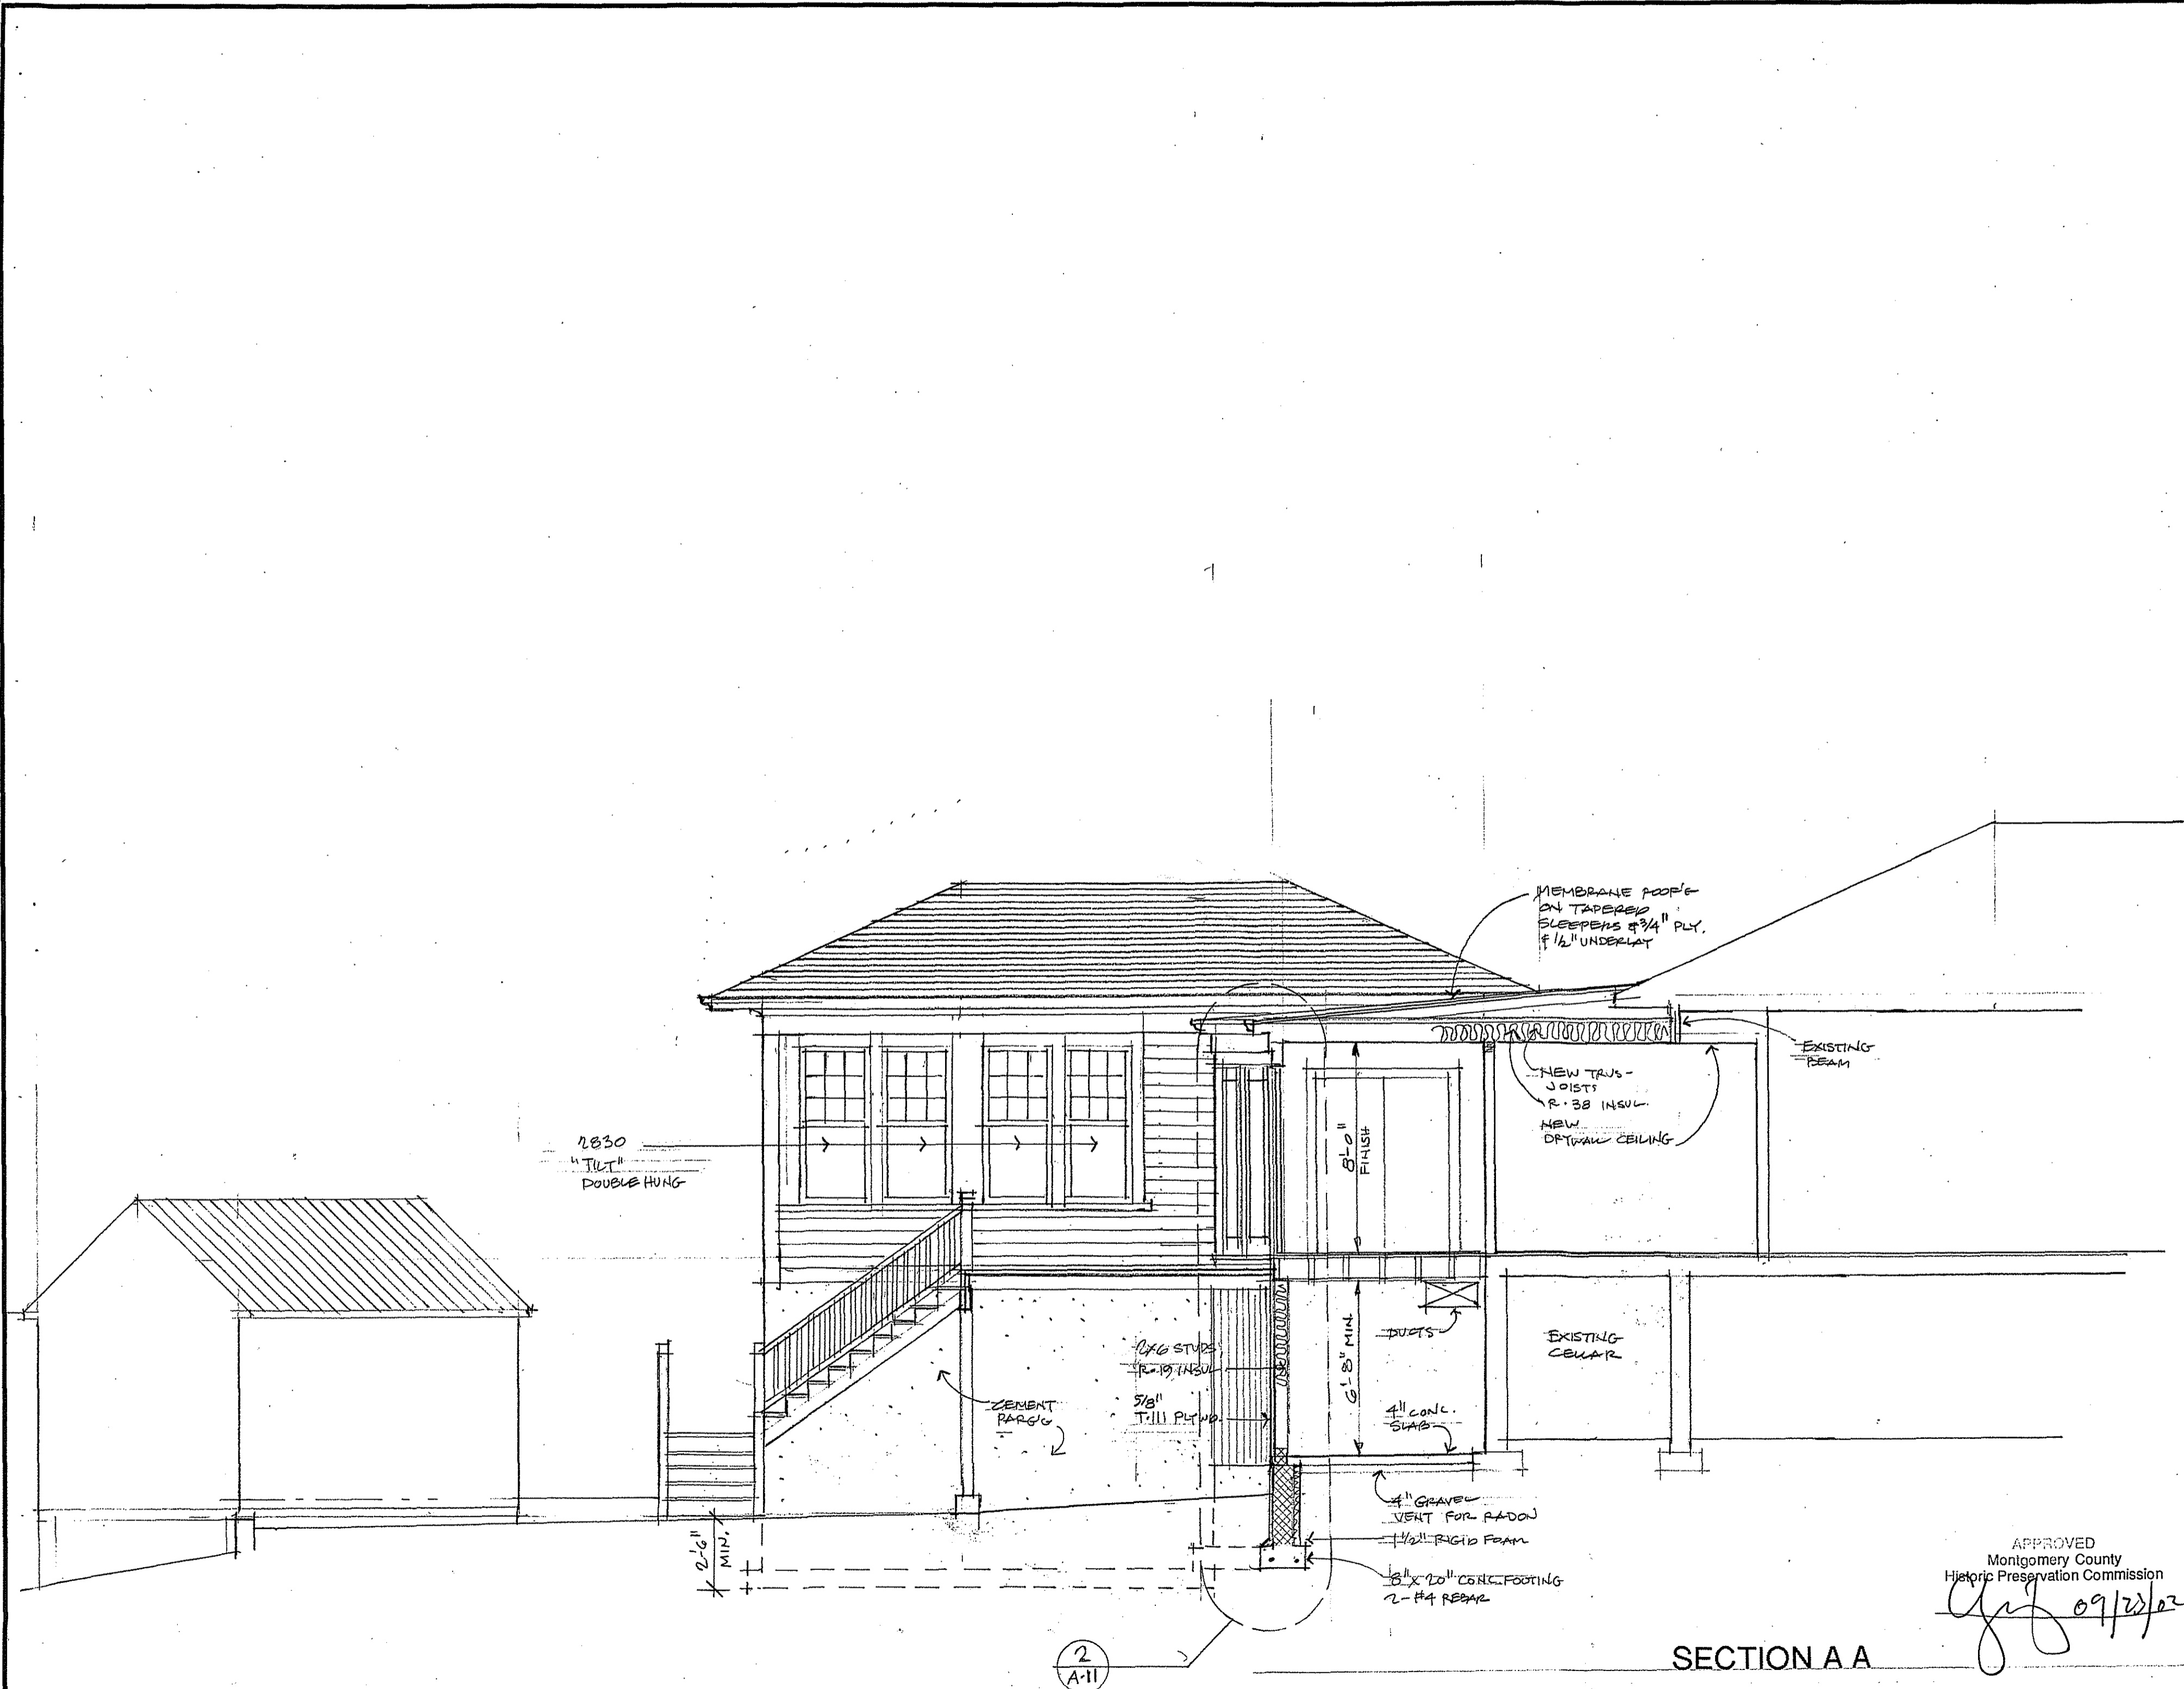 MEMBRANE ROOF'G
ON TAPERED
SLEEPERS & 3/4" PLY.
& 1/2" UNDERLAY
EXISTING
BEAM
NEW TRUS-
JOISTS
R-38 INSUL.
NEW
DRYWALL CEILING
8'-0"
FINISH
2830
"TILT"
DOUBLE HUNG
DUCTS
EXISTING
CELLAR
2X6 STUDS
R-19 INSUL
6'-8" MIN.
5/8"
T-111 PLYWD.
CEMENT
PARG'G
4" CONC.
SLAB
4" GRAVEL
VENT FOR RADON
1 1/2" RIGID FOAM
8" X 20" CONC. FOOTING
2-#4 REBAR
2'-6"
MIN.
2
A-11
APPROVED
Montgomery County
Historic Preservation Commission
09/23/02
SECTION A A